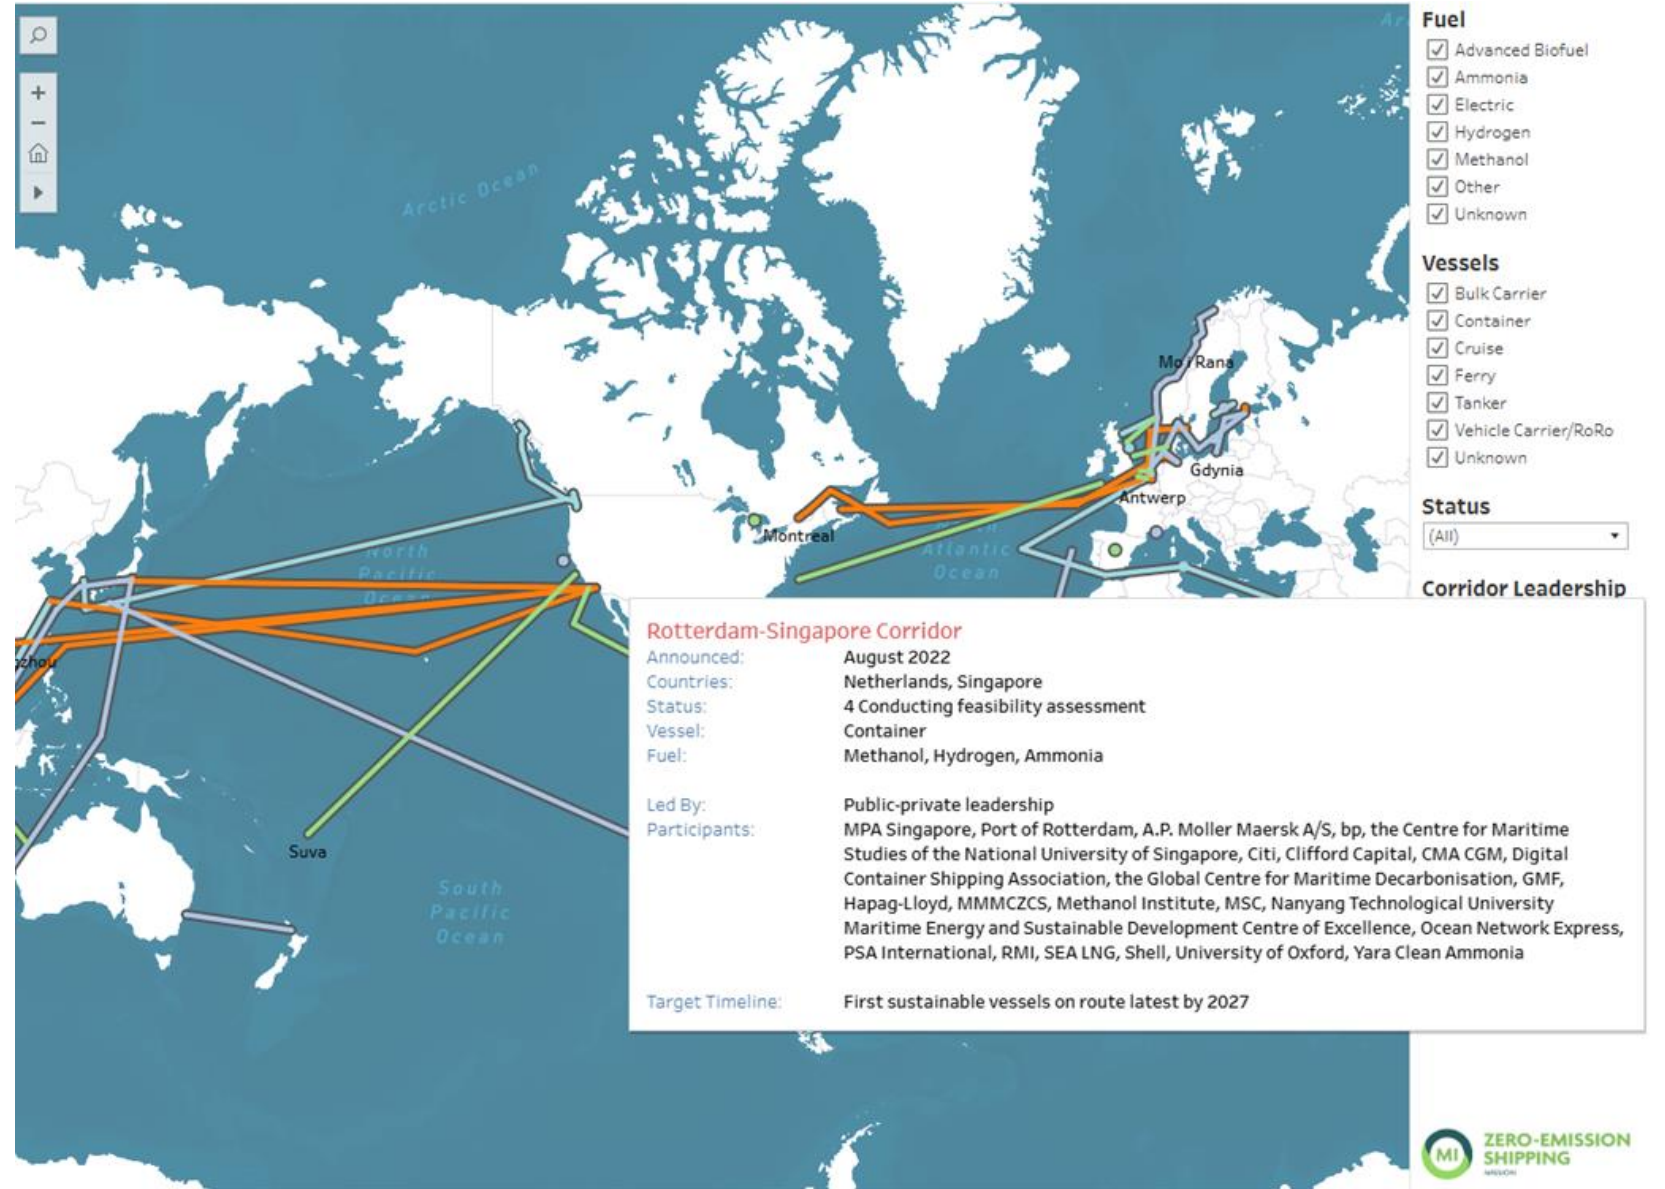 Arctic Ocean
North
Pacific
Ocean
North
Atlantic
Ocean
South
Pacific
Ocean
Mo i Rana
Gdynia
Antwerp
Montreal
zhou
Suva
Fuel
Advanced Biofuel
Ammonia
Electric
Hydrogen
Methanol
Other
Unknown
Vessels
Bulk Carrier
Container
Cruise
Ferry
Tanker
Vehicle Carrier/RoRo
Unknown
Status
(All)
Corridor Leadership
Rotterdam-Singapore Corridor
Announced: August 2022
Countries: Netherlands, Singapore
Status: 4 Conducting feasibility assessment
Vessel: Container
Fuel: Methanol, Hydrogen, Ammonia
Led By: Public-private leadership
Participants: MPA Singapore, Port of Rotterdam, A.P. Moller Maersk A/S, bp, the Centre for Maritime
Studies of the National University of Singapore, Citi, Clifford Capital, CMA CGM, Digital
Container Shipping Association, the Global Centre for Maritime Decarbonisation, GMF,
Hapag-Lloyd, MMMCZCS, Methanol Institute, MSC, Nanyang Technological University
Maritime Energy and Sustainable Development Centre of Excellence, Ocean Network Express,
PSA International, RMI, SEA LNG, Shell, University of Oxford, Yara Clean Ammonia
Target Timeline: First sustainable vessels on route latest by 2027
MI
ZERO-EMISSION
SHIPPING
MISSION